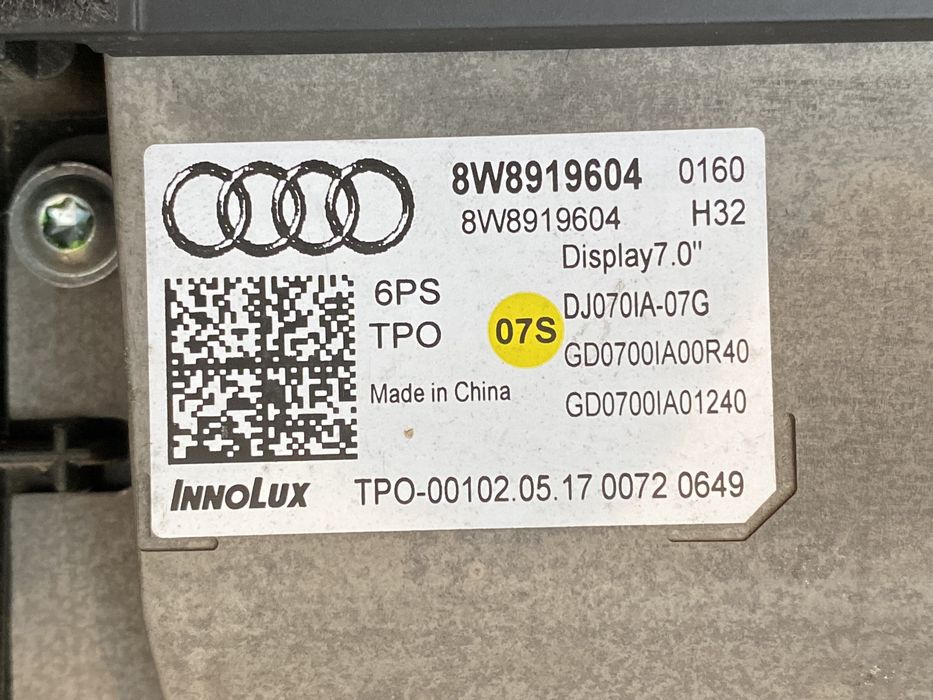 8W8919604 0160
8W8919604 H32
Display7.0"
6PS
TPO
07S
DJ070IA-07G
GD0700IA00R40
Made in China
GD0700IA01240
INNOLUX
TPO-00102.05.17 0072 0649